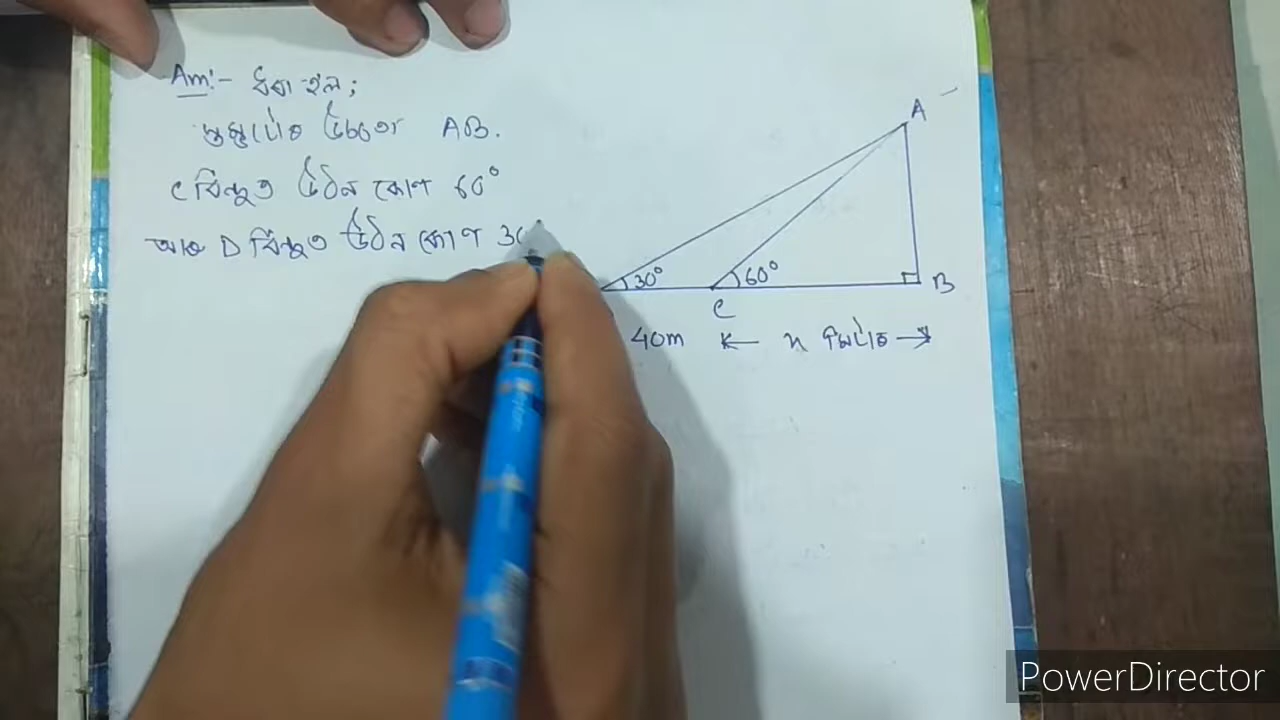 Ans:- ধৰা হল;
স্তম্ভটোৰ উচ্চতা AB.
C বিন্দুত উঠন কোণ 60°
আৰু D বিন্দুত উঠন কোণ 30
A
30°
60°
B
C
40m
x মিটাৰ
PowerDirector